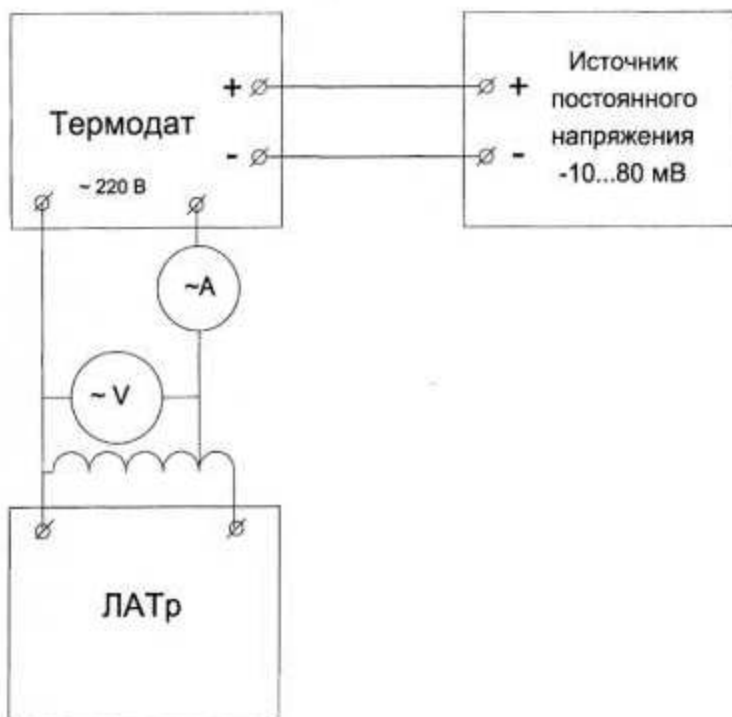 Термодат
~ 220 В
+
-
+
-
Источник
постоянного
напряжения
-10...80 мВ
~А
~ V
ЛАТр